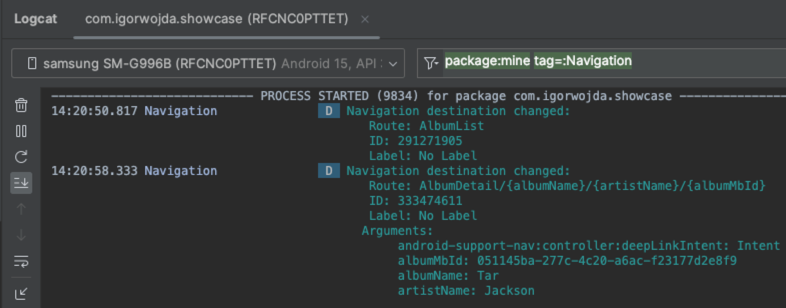 Logcat com.igorwojda.showcase (RFCNC0PTTET) ×
samsung SM-G996B (RFCNC0PTTET) Android 15, API
package:mine tag=:Navigation
---------------------------- PROCESS STARTED (9834) for package com.igorwojda.showcase ----------------
14:20:50.817 Navigation D Navigation destination changed:
Route: AlbumList
ID: 291271905
Label: No Label
14:20:58.333 Navigation D Navigation destination changed:
Route: AlbumDetail/{albumName}/{artistName}/{albumMbId}
ID: 333474611
Label: No Label
Arguments:
android-support-nav:controller:deepLinkIntent: Intent
albumMbId: 051145ba-277c-4c20-a6ac-f23177d2e8f9
albumName: Tar
artistName: Jackson